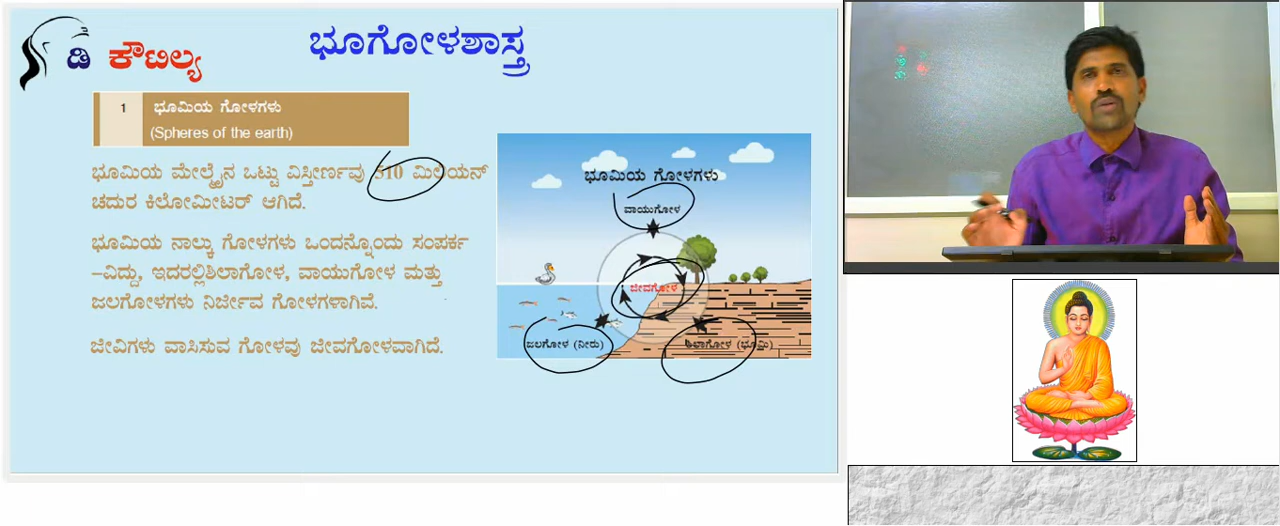 ಡಿ ಕೌಟಿಲ್ಯ
ಭೂಗೋಳಶಾಸ್ತ್ರ
1 ಭೂಮಿಯ ಗೋಳಗಳು
(Spheres of the earth)
ಭೂಮಿಯ ಮೇಲ್ಮೈನ ಒಟ್ಟು ವಿಸ್ತೀರ್ಣವು 510 ಮಿಲಿಯನ್
ಚದುರ ಕಿಲೋಮೀಟರ್ ಆಗಿದೆ.
ಭೂಮಿಯ ನಾಲ್ಕು ಗೋಳಗಳು ಒಂದನ್ನೊಂದು ಸಂಪರ್ಕ
–ವಿದ್ದು, ಇದರಲ್ಲಿಶಿಲಾಗೋಳ, ವಾಯುಗೋಳ ಮತ್ತು
ಜಲಗೋಳಗಳು ನಿರ್ಜೀವ ಗೋಳಗಳಾಗಿವೆ.
ಜೀವಿಗಳು ವಾಸಿಸುವ ಗೋಳವು ಜೀವಗೋಳವಾಗಿದೆ.
ಭೂಮಿಯ ಗೋಳಗಳು
ವಾಯುಗೋಳ
ಜೀವಗೋಳ
ಜಲಗೋಳ (ನೀರು)
ಶಿಲಾಗೋಳ (ಭೂಮಿ)